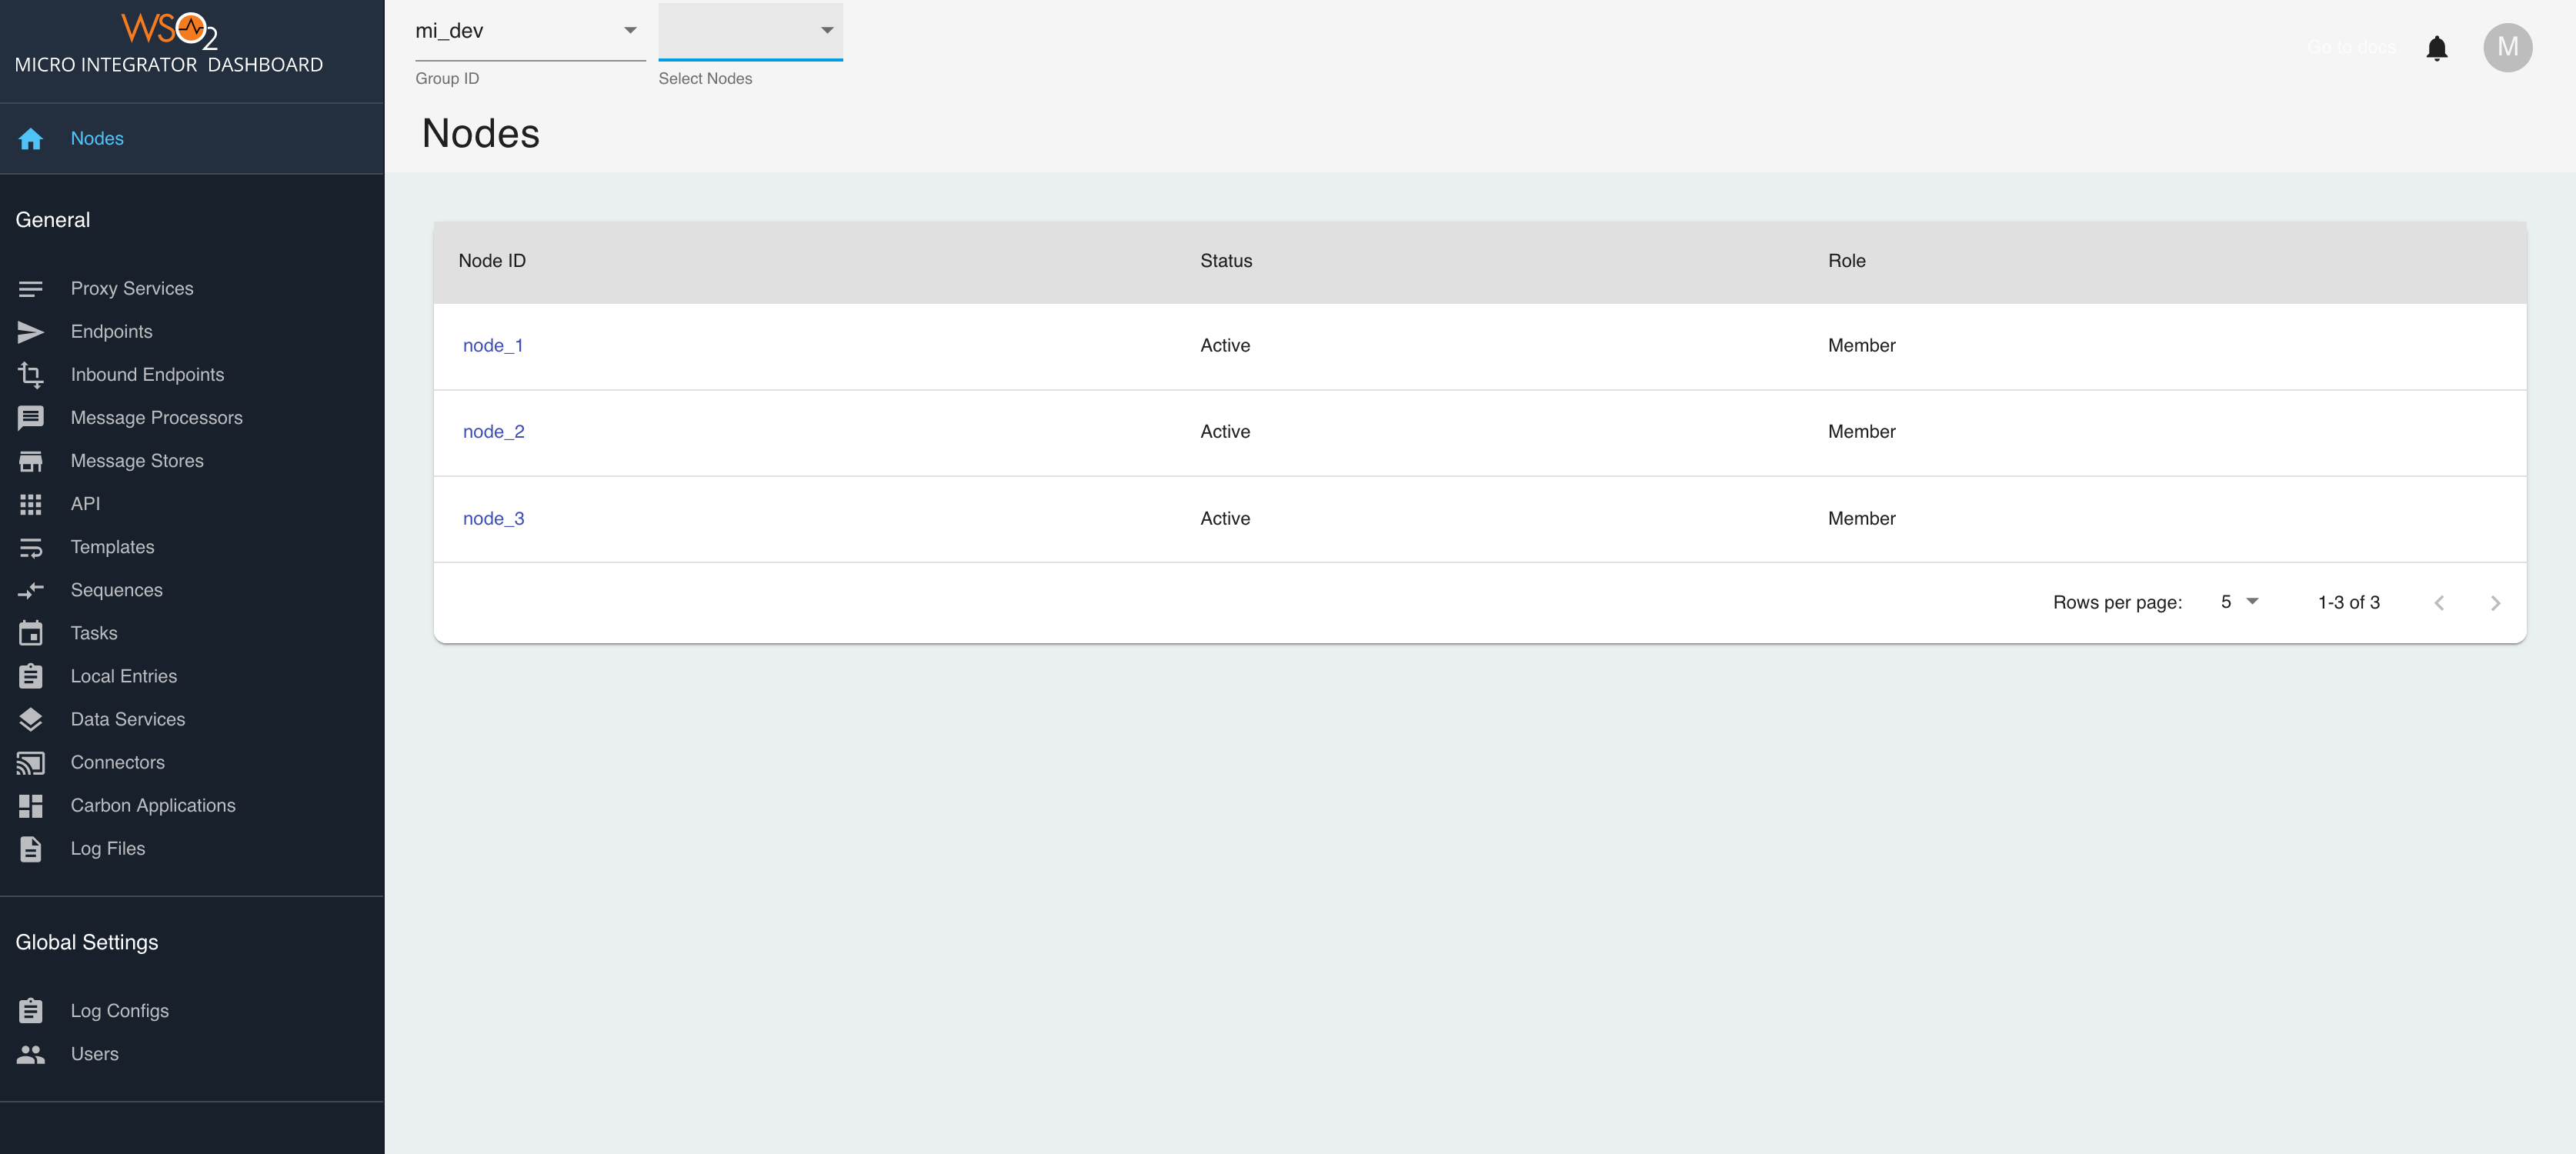 WSO2
MICRO INTEGRATOR DASHBOARD
mi_dev
Group ID
Select Nodes
Go to docs
M
Nodes
Nodes
General
Proxy Services
Endpoints
Inbound Endpoints
Message Processors
Message Stores
API
Templates
Sequences
Tasks
Local Entries
Data Services
Connectors
Carbon Applications
Log Files
Global Settings
Log Configs
Users
Node ID Status Role
node_1 Active Member
node_2 Active Member
node_3 Active Member
Rows per page: 5 1-3 of 3